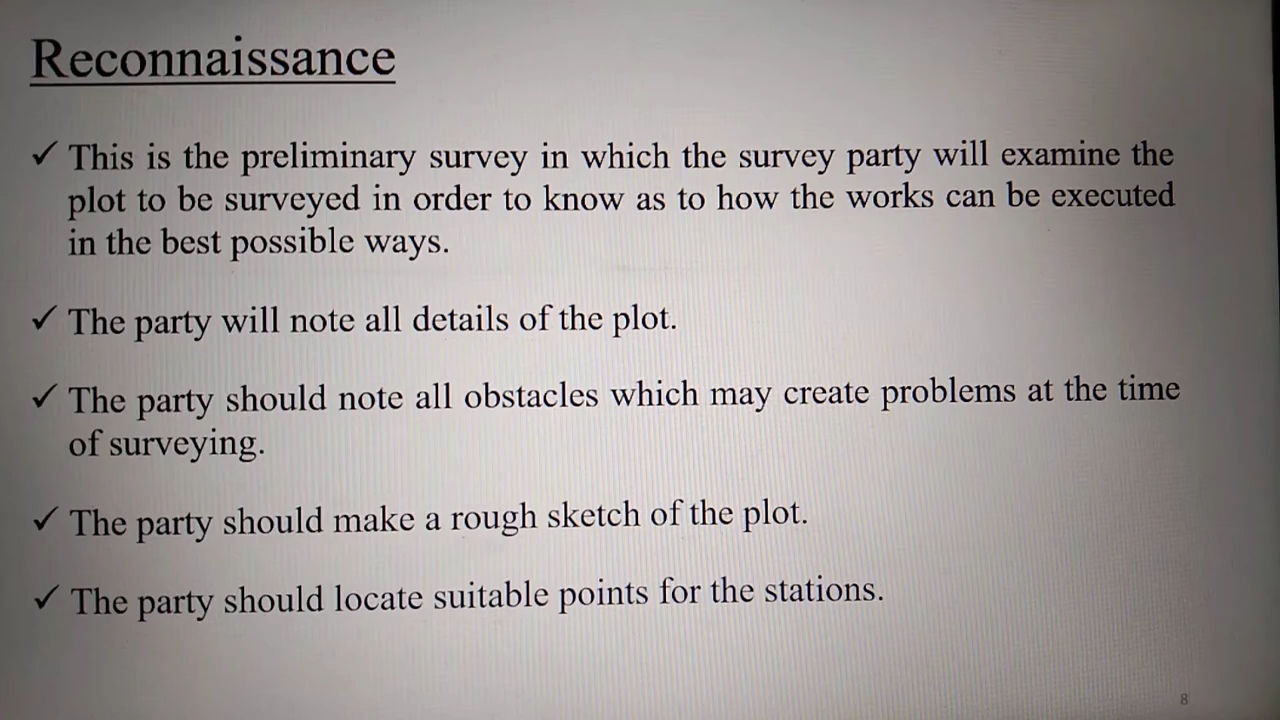 Reconnaissance
✓ This is the preliminary survey in which the survey party will examine the
plot to be surveyed in order to know as to how the works can be executed
in the best possible ways.
✓ The party will note all details of the plot.
✓ The party should note all obstacles which may create problems at the time
of surveying.
✓ The party should make a rough sketch of the plot.
✓ The party should locate suitable points for the stations.
8